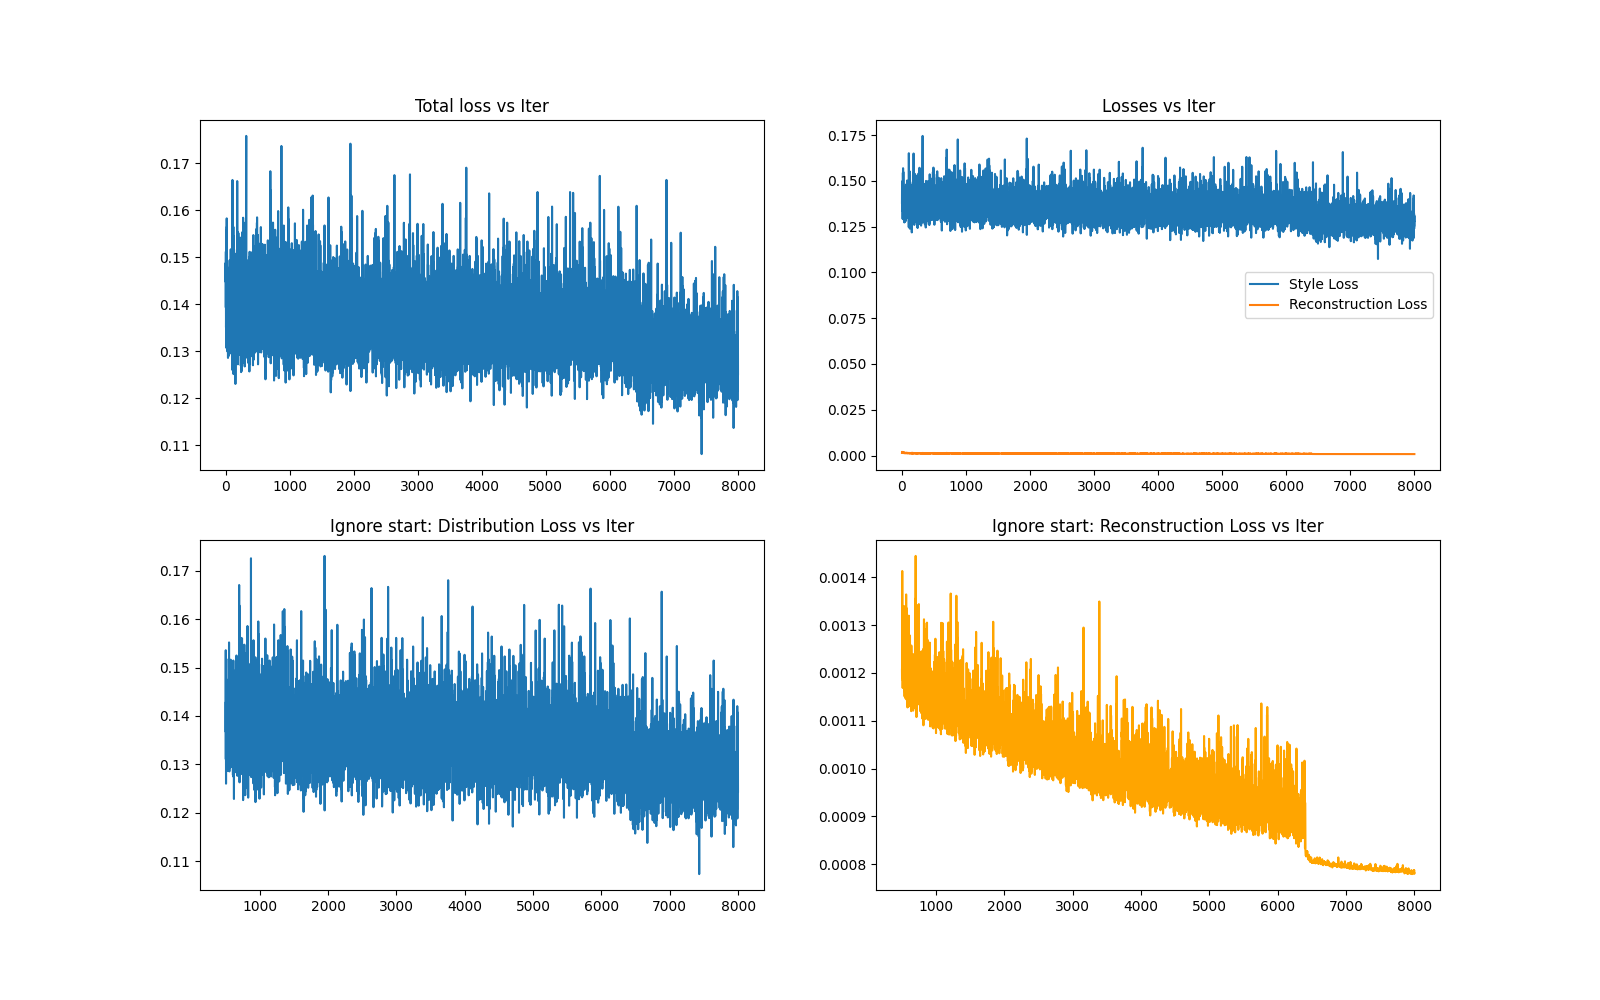 Total loss vs Iter
0.17
0.16
0.15
0.14
0.13
0.12
0.11
0 1000 2000 3000 4000 5000 6000 7000 8000
Losses vs Iter
0.175
0.150
0.125
0.100
0.075
0.050
0.025
0.000
Style Loss
Reconstruction Loss
0 1000 2000 3000 4000 5000 6000 7000 8000
Ignore start: Distribution Loss vs Iter
0.17
0.16
0.15
0.14
0.13
0.12
0.11
1000 2000 3000 4000 5000 6000 7000 8000
Ignore start: Reconstruction Loss vs Iter
0.0014
0.0013
0.0012
0.0011
0.0010
0.0009
0.0008
1000 2000 3000 4000 5000 6000 7000 8000